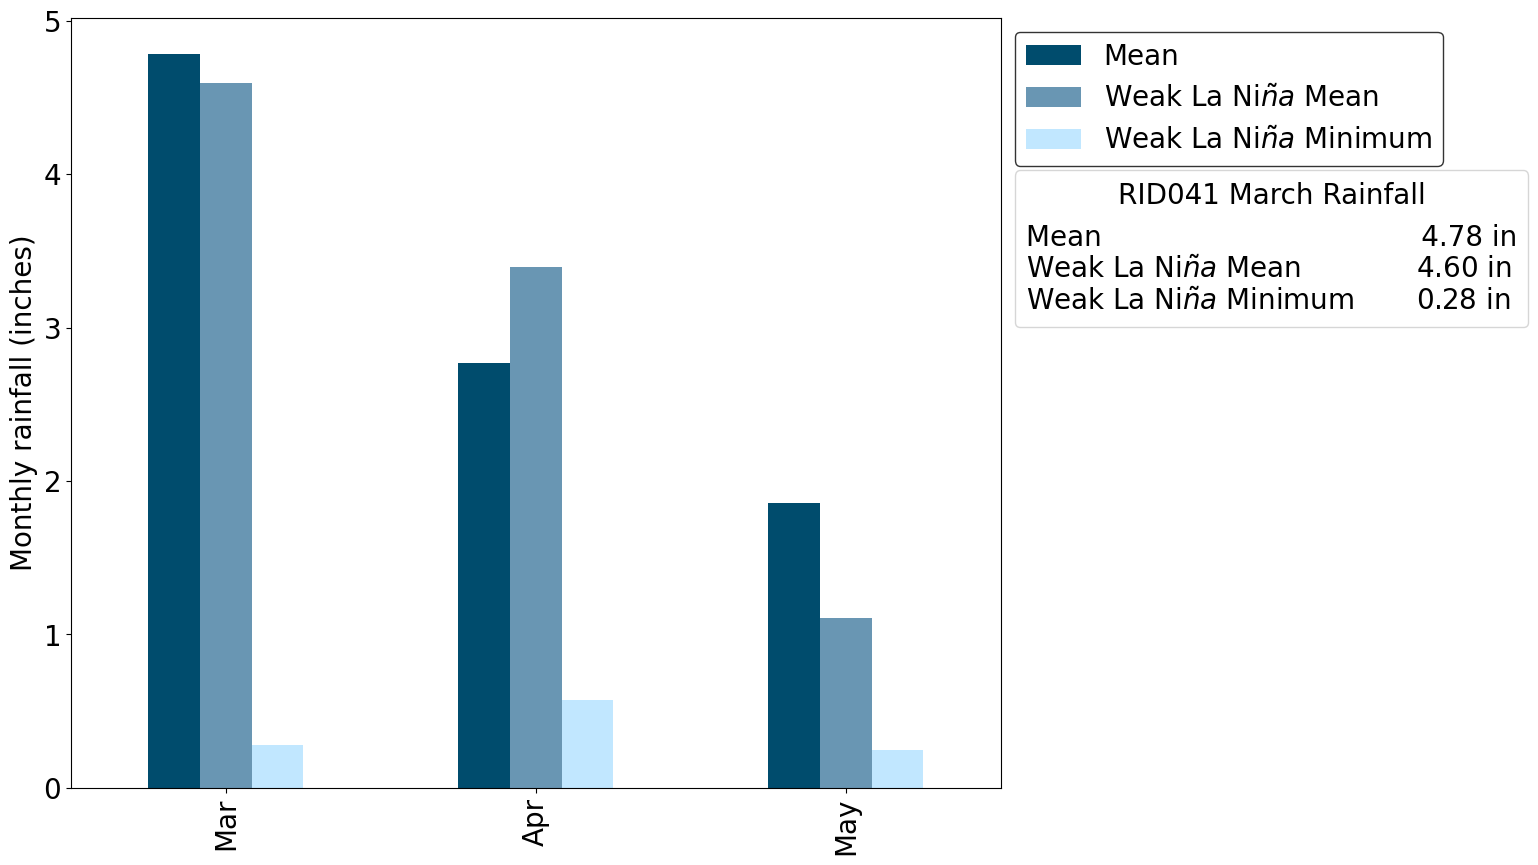 5
4
3
2
1
0
Monthly rainfall (inches)
Mar
Apr
May
Mean
Weak La Niña Mean
Weak La Niña Minimum
RID041 March Rainfall
Mean 4.78 in
Weak La Niña Mean 4.60 in
Weak La Niña Minimum 0.28 in